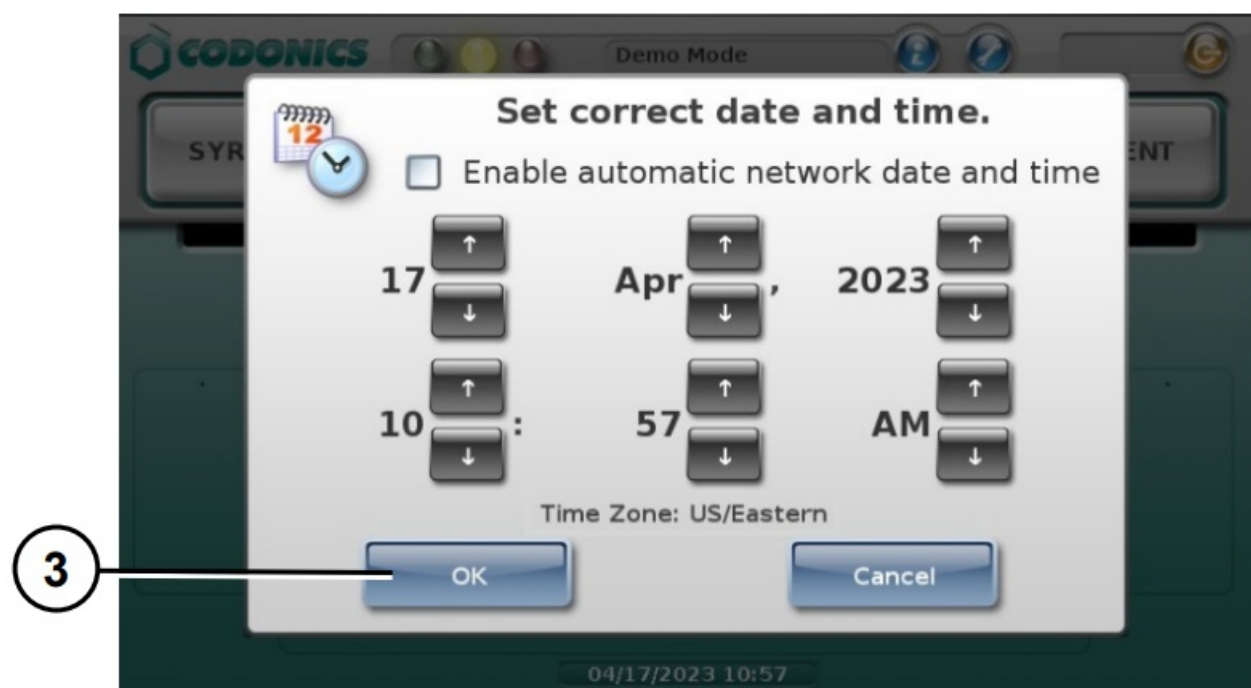 CODONICS Demo Mode
Set correct date and time.
12
SYR ENT
Enable automatic network date and time
17 Apr , 2023
10 : 57 AM
Time Zone: US/Eastern
3
OK Cancel
04/17/2023 10:57